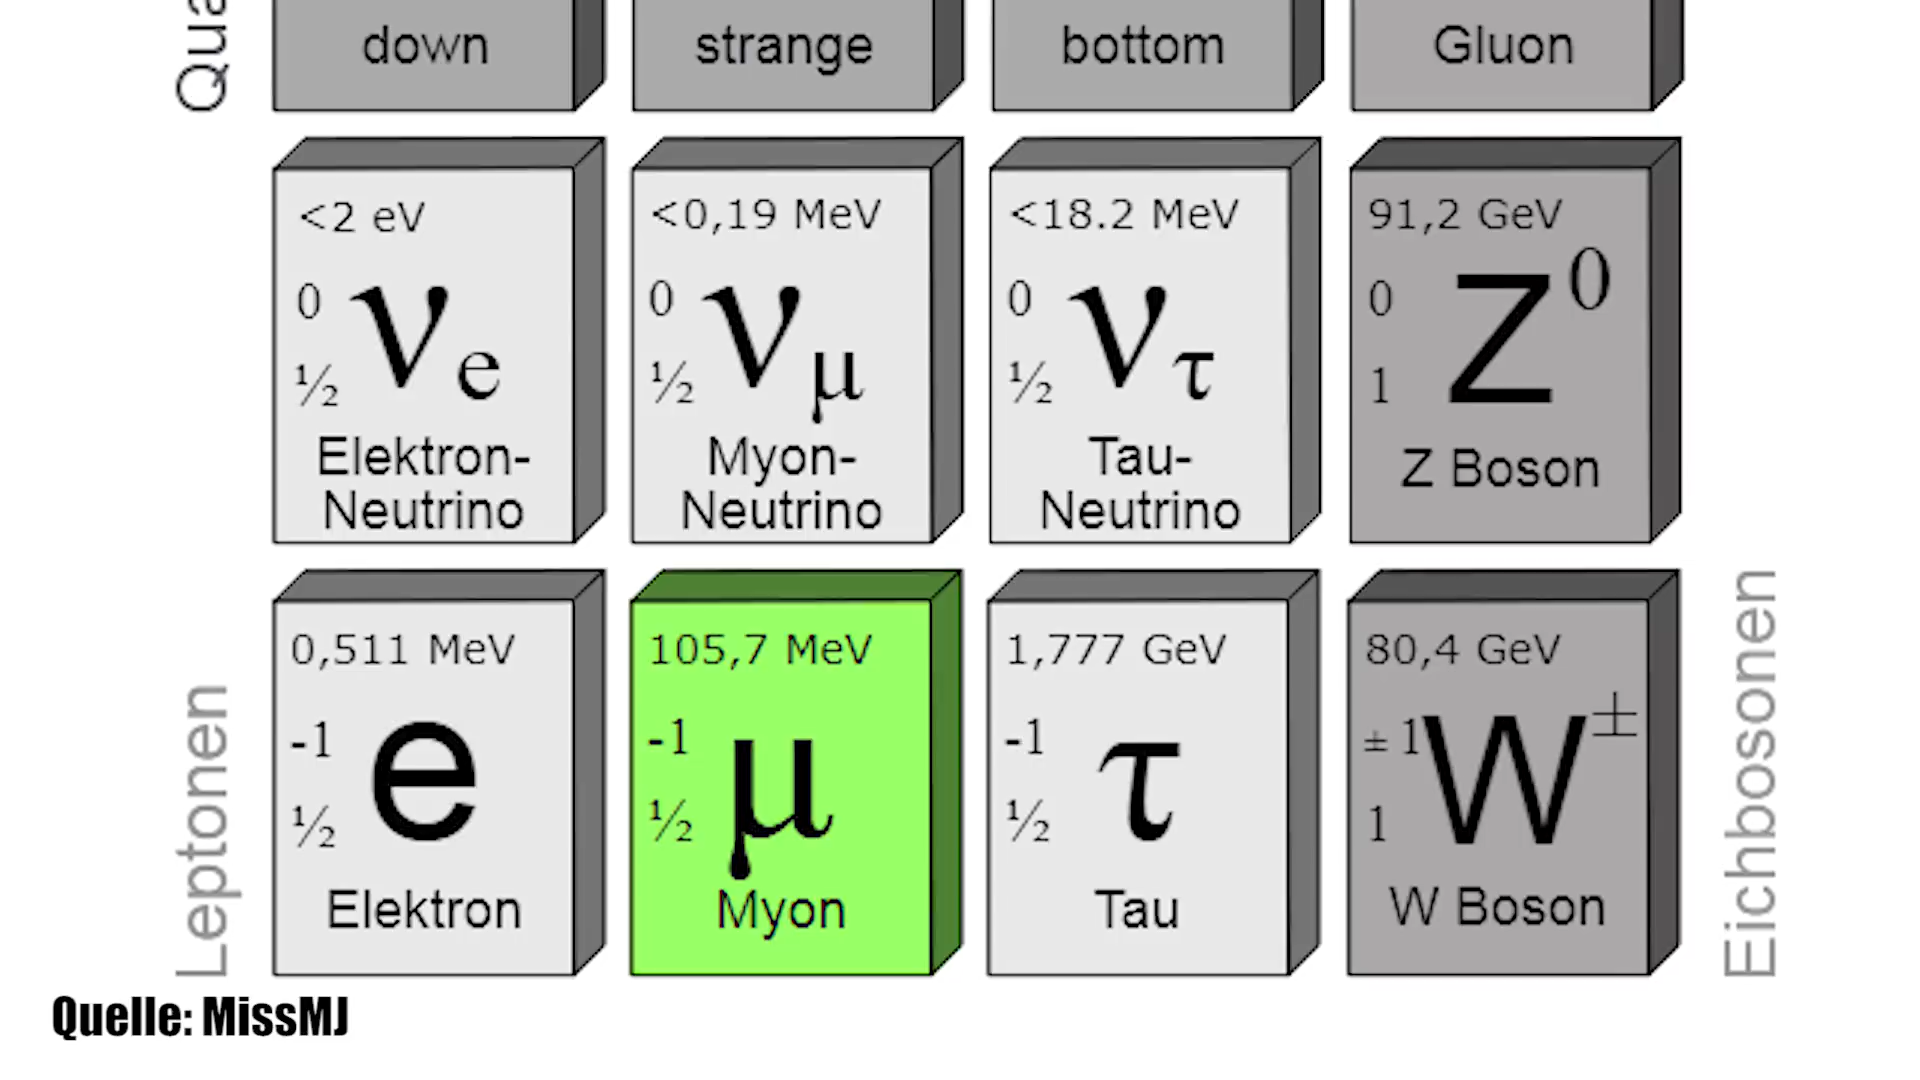 down
strange
bottom
Gluon
<2 eV
0
½
νe
Elektron-
Neutrino
<0,19 MeV
0
½
νμ
Myon-
Neutrino
<18.2 MeV
0
½
ντ
Tau-
Neutrino
91,2 GeV
0
1
Z0
Z Boson
0,511 MeV
-1
½
e
Elektron
105,7 MeV
-1
½
μ
Myon
1,777 GeV
-1
½
τ
Tau
80,4 GeV
± 1
1
W±
W Boson
Leptonen
Eichbosonen
Quelle: MissMJ